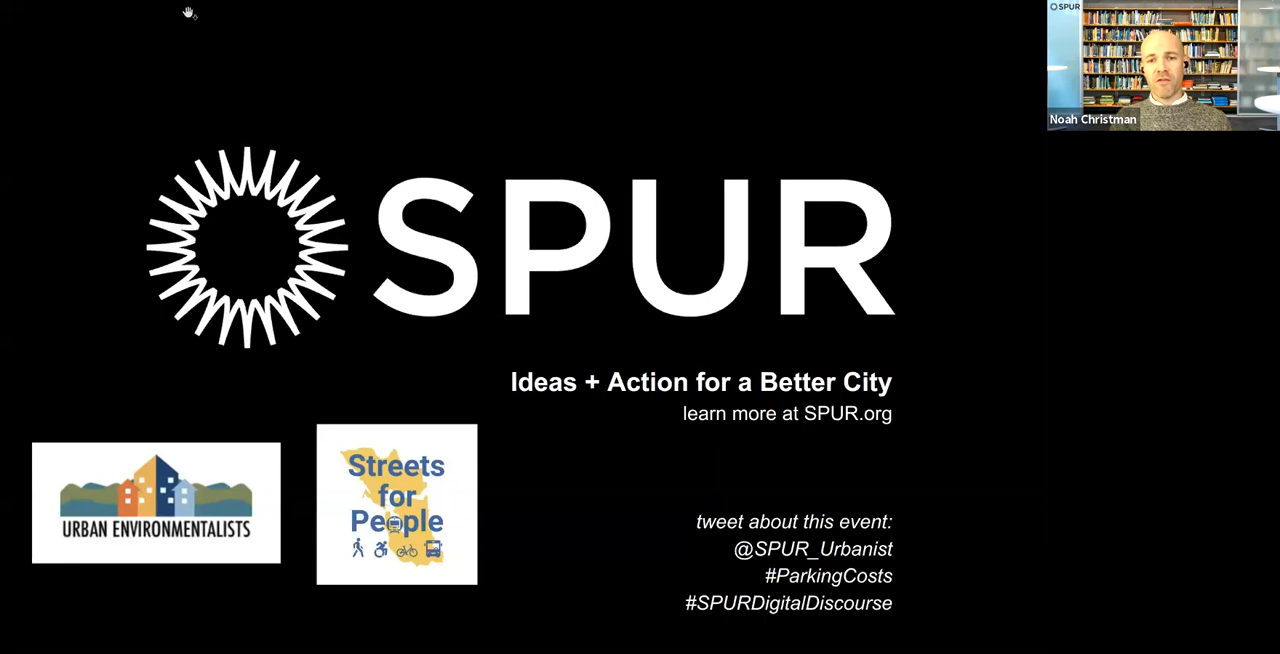 SPUR
Noah Christman
SPUR
Ideas + Action for a Better City
learn more at SPUR.org
URBAN ENVIRONMENTALISTS
Streets
for
People
tweet about this event:
@SPUR_Urbanist
#ParkingCosts
#SPURDigitalDiscourse